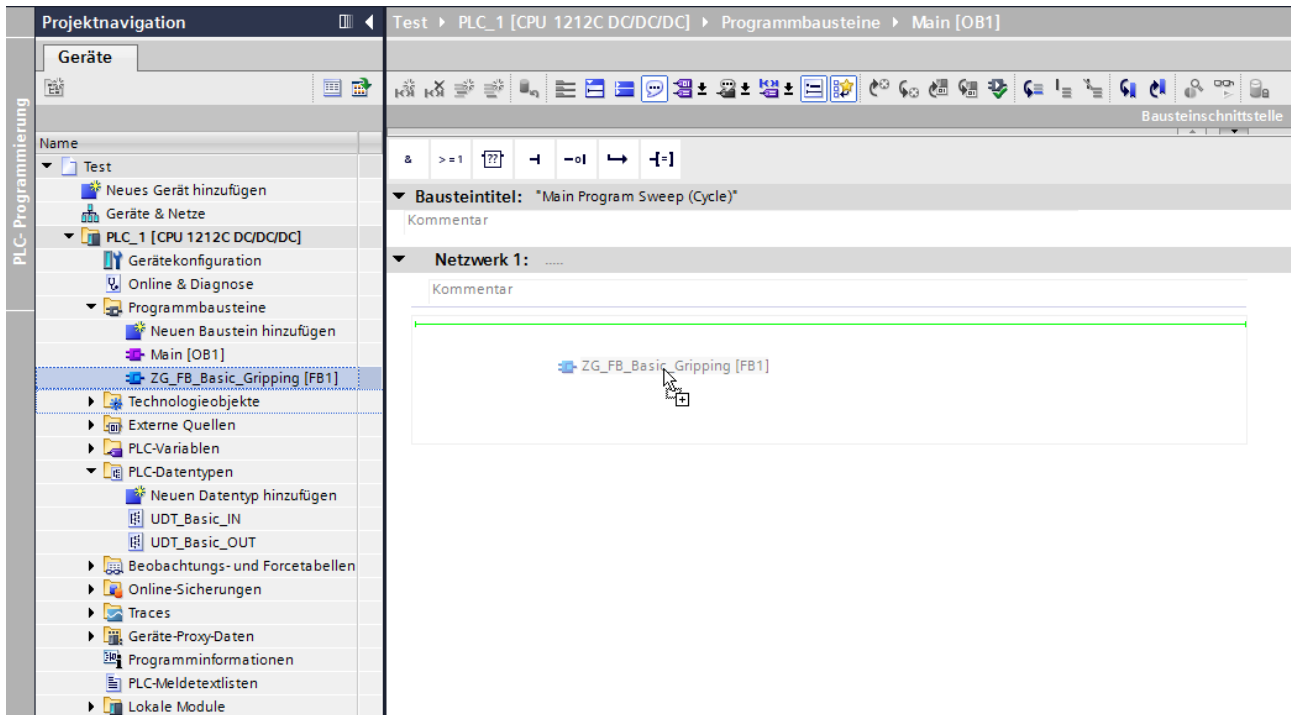 Projektnavigation
Geräte
Name
Test
Neues Gerät hinzufügen
Geräte & Netze
PLC_1 [CPU 1212C DC/DC/DC]
Gerätekonfiguration
Online & Diagnose
Programmbausteine
Neuen Baustein hinzufügen
Main [OB1]
ZG_FB_Basic_Gripping [FB1]
Technologieobjekte
Externe Quellen
PLC-Variablen
PLC-Datentypen
Neuen Datentyp hinzufügen
UDT_Basic_IN
UDT_Basic_OUT
Beobachtungs- und Forcetabellen
Online-Sicherungen
Traces
Geräte-Proxy-Daten
Programminformationen
PLC-Meldetextlisten
Lokale Module
PLC- Programmierung
Test ▸ PLC_1 [CPU 1212C DC/DC/DC] ▸ Programmbausteine ▸ Main [OB1]
Bausteinschnittstelle
& >=1 ?? -| -o| -[=]
Bausteintitel: "Main Program Sweep (Cycle)"
Kommentar
Netzwerk 1: .....
Kommentar
ZG_FB_Basic_Gripping [FB1]